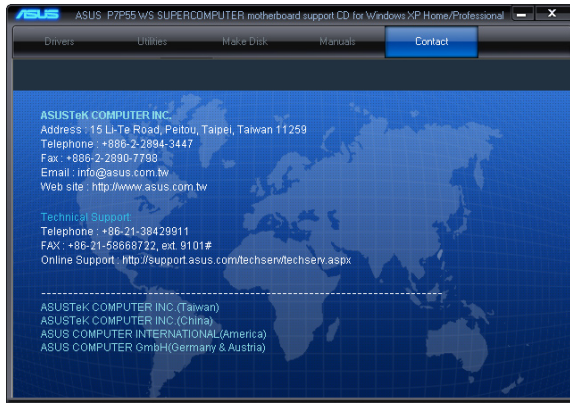 ASUS ASUS P7P55 WS SUPERCOMPUTER motherboard support CD for Windows XP Home/Professional
Drivers Utilities Make Disk Manuals Contact
ASUSTeK COMPUTER INC.
Address : 15 Li-Te Road, Peitou, Taipei, Taiwan 11259
Telephone : +886-2-2894-3447
Fax : +886-2-2890-7798
Email : info@asus.com.tw
Web site : http://www.asus.com.tw
Technical Support:
Telephone : +86-21-38429911
FAX : +86-21-58668722, ext. 9101#
Online Support : http://support.asus.com/techserv/techserv.aspx
ASUSTeK COMPUTER INC.(Taiwan)
ASUSTeK COMPUTER INC.(China)
ASUS COMPUTER INTERNATIONAL(America)
ASUS COMPUTER GmbH(Germany & Austria)